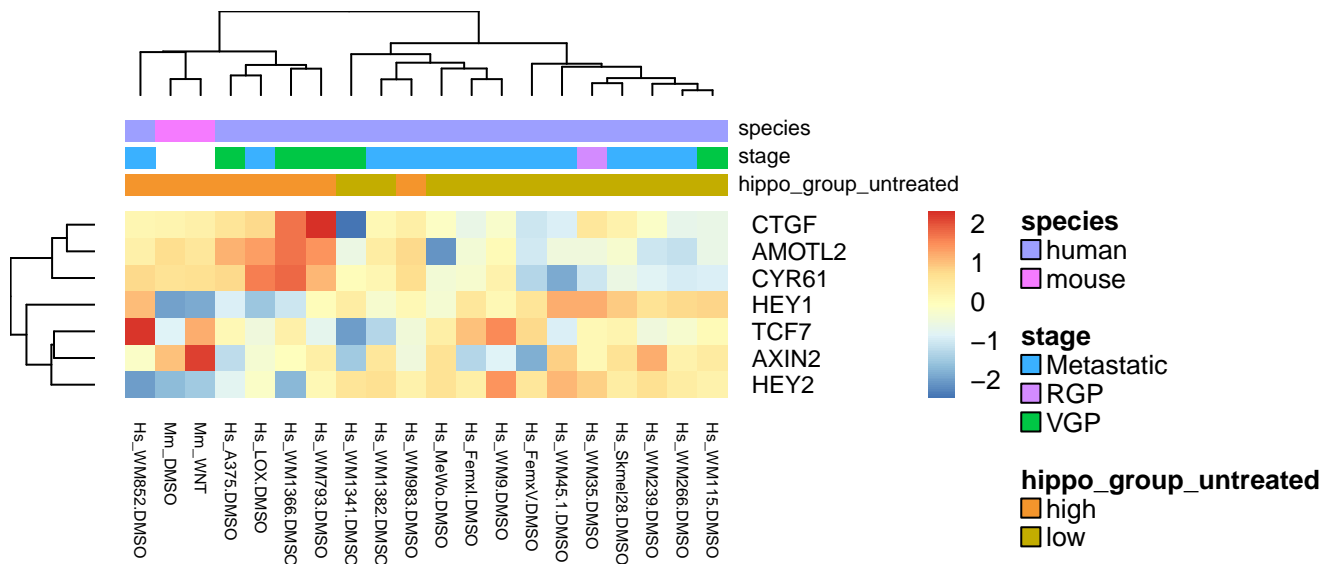 species
stage
hippo_group_untreated
CTGF
AMOTL2
CYR61
HEY1
TCF7
AXIN2
HEY2
2
1
0
−1
−2
species
human
mouse
stage
Metastatic
RGP
VGP
hippo_group_untreated
high
low
Hs_WM852.DMSO
Mm_DMSO
Mm_WNT
Hs_A375.DMSO
Hs_LOX.DMSO
Hs_WM1366.DMSO
Hs_WM793.DMSO
Hs_WM1341.DMSO
Hs_WM1382.DMSO
Hs_WM983.DMSO
Hs_MeWo.DMSO
Hs_FemxI.DMSO
Hs_WM9.DMSO
Hs_FemxV.DMSO
Hs_WM45.1.DMSO
Hs_WM35.DMSO
Hs_Skmel28.DMSO
Hs_WM239.DMSO
Hs_WM266.DMSO
Hs_WM115.DMSO